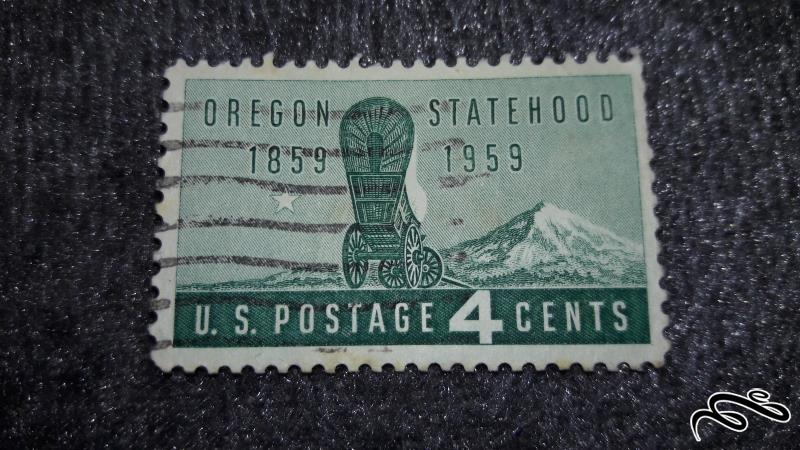 OREGON STATEHOOD
1859 1959
U.S. POSTAGE 4 CENTS